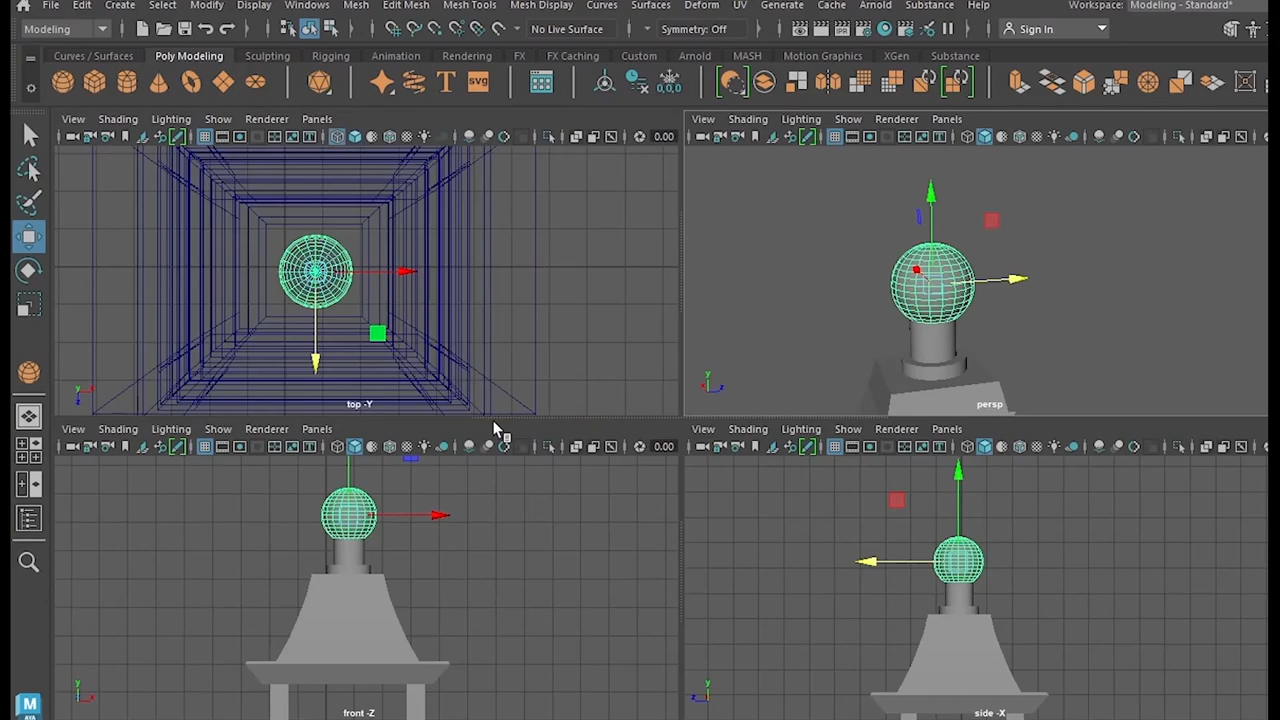 Create Select Modify Display Windows Mesh Edit Mesh Mesh Tools Mesh Display Curves Surfaces Deform UV Generate Cache Arnold Substance Help Workspace: Modeling - Standard*
Modeling No Live Surface Symmetry: Off Sign In
Curves / Surfaces Poly Modeling Sculpting Rigging Animation Rendering FX FX Caching Custom Arnold MASH Motion Graphics XGen Substance
T svg 0,0,0
View Shading Lighting Show Renderer Panels
0.00
top -Y
View Shading Lighting Show Renderer Panels
persp
View Shading Lighting Show Renderer Panels
0.00
front -Z
View Shading Lighting Show Renderer Panels
side -X
M